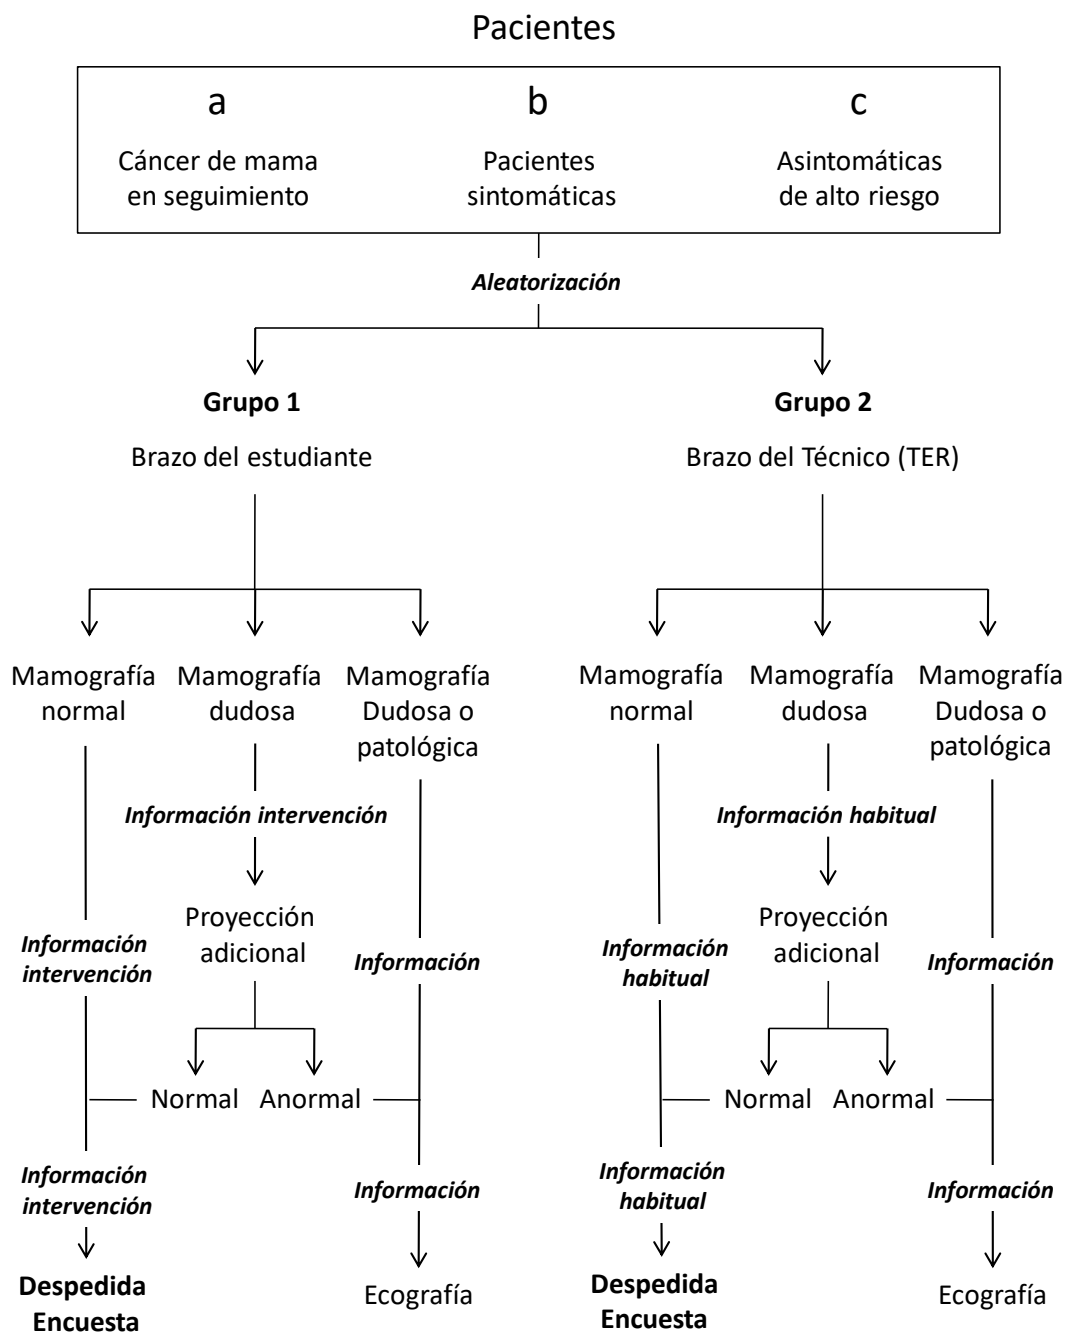 Pacientes
a
b
c
Cáncer de mama
en seguimiento
Pacientes
sintomáticas
Asintomáticas
de alto riesgo
Aleatorización
Grupo 1
Brazo del estudiante
Grupo 2
Brazo del Técnico (TER)
Mamografía
normal
Mamografía
dudosa
Mamografía
Dudosa o
patológica
Información intervención
Proyección
adicional
Información
intervención
Información
Normal
Anormal
Información
intervención
Información
Despedida
Encuesta
Ecografía
Mamografía
normal
Mamografía
dudosa
Mamografía
Dudosa o
patológica
Información habitual
Proyección
adicional
Información
habitual
Información
Normal
Anormal
Información
habitual
Información
Despedida
Encuesta
Ecografía